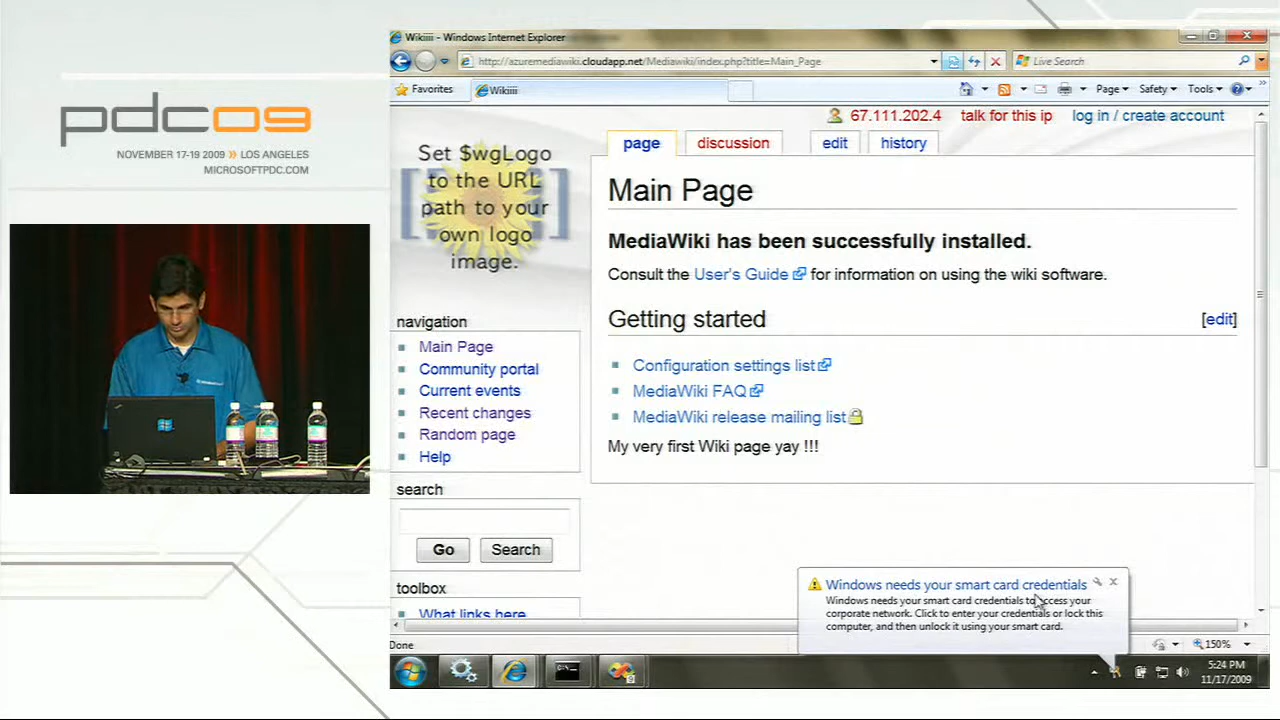 pdc09
NOVEMBER 17-19 2009 » LOS ANGELES
MICROSOFTPDC.COM
Wikiiii - Windows Internet Explorer
http://azuremediawiki.cloudapp.net/Mediawiki/index.php?title=Main_Page
Live Search
Favorites
Wikiiii
Page
Safety
Tools
67.111.202.4
talk for this ip
log in / create account
page
discussion
edit
history
Set $wgLogo
to the URL
path to your
own logo
image.
Main Page
MediaWiki has been successfully installed.
Consult the User's Guide for information on using the wiki software.
Getting started
[edit]
Configuration settings list
MediaWiki FAQ
MediaWiki release mailing list
My very first Wiki page yay !!!
navigation
Main Page
Community portal
Current events
Recent changes
Random page
Help
search
Go
Search
toolbox
What links here
Windows needs your smart card credentials
Windows needs your smart card credentials to access your
corporate network. Click to enter your credentials or lock this
computer, and then unlock it using your smart card.
Done
150%
5:24 PM
11/17/2009